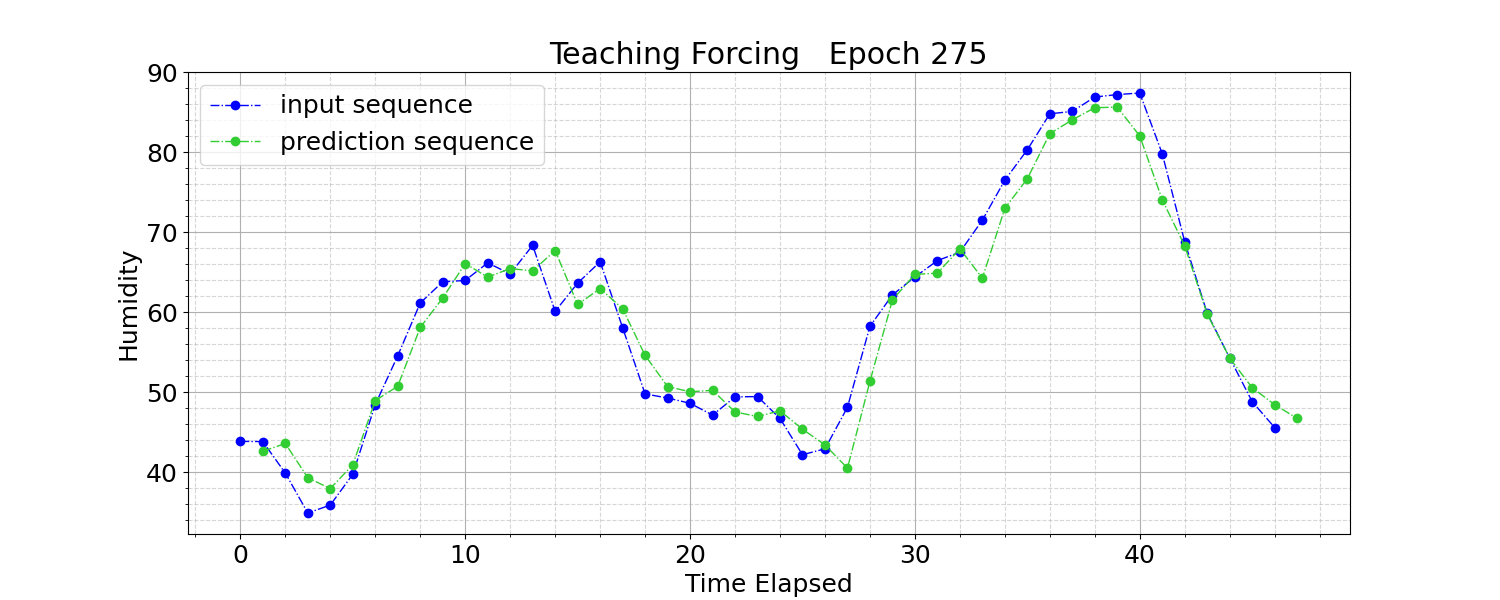 Teaching Forcing   Epoch 275
90
80
70
60
50
40
Humidity
input sequence
prediction sequence
0 10 20 30 40
Time Elapsed